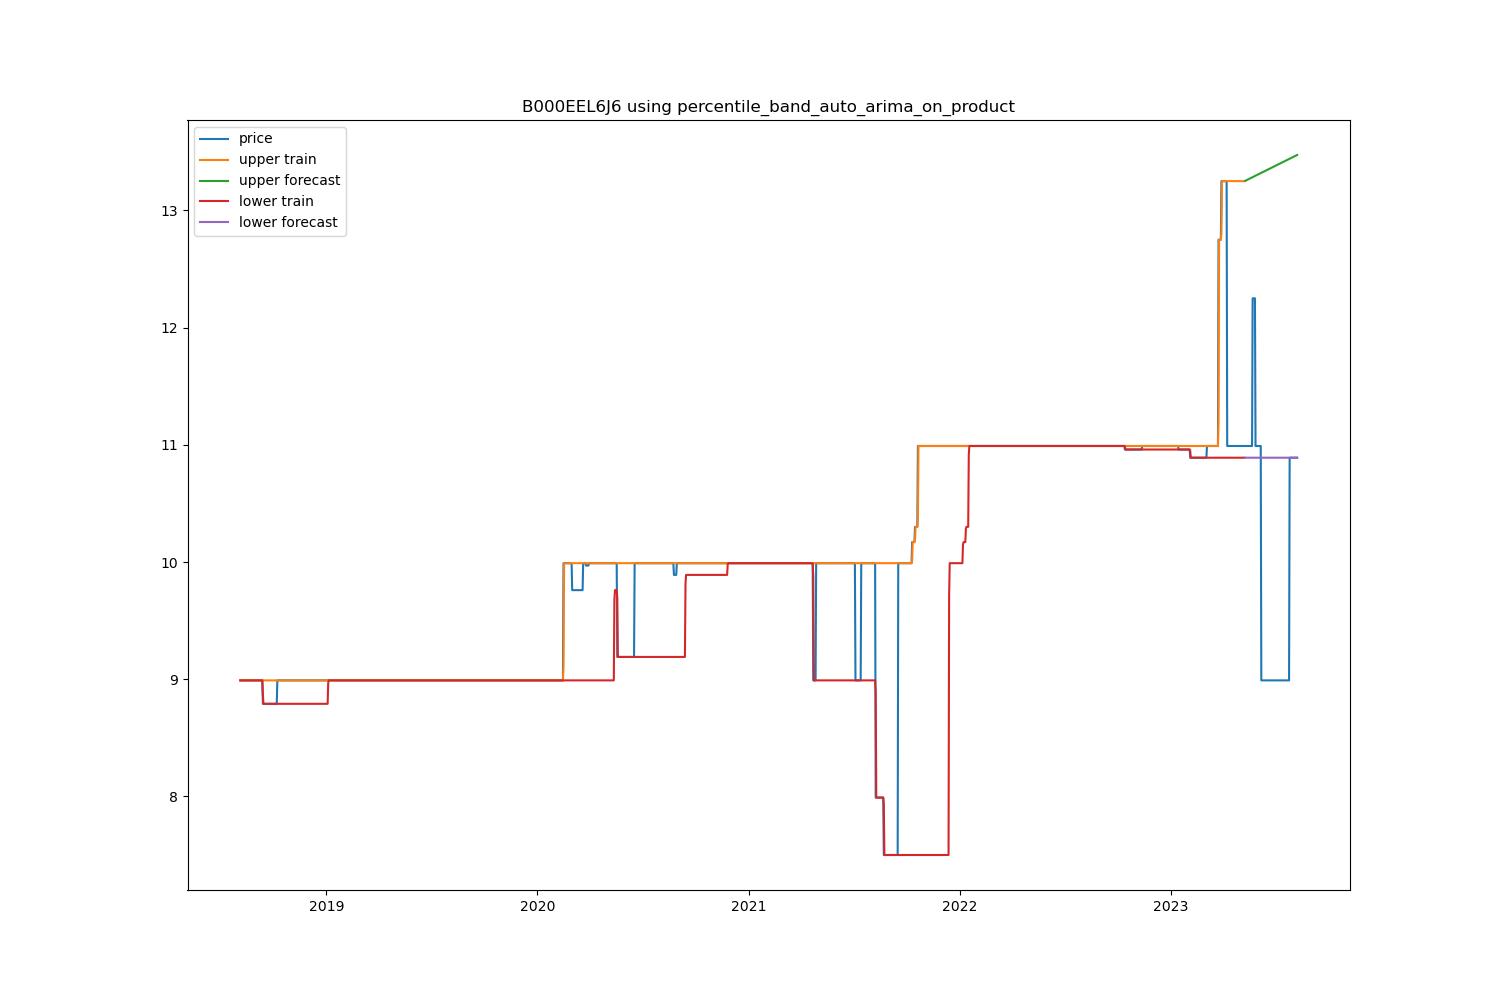 B000EEL6J6 using percentile_band_auto_arima_on_product
price
upper train
upper forecast
lower train
lower forecast
13
12
11
10
9
8
2019 2020 2021 2022 2023